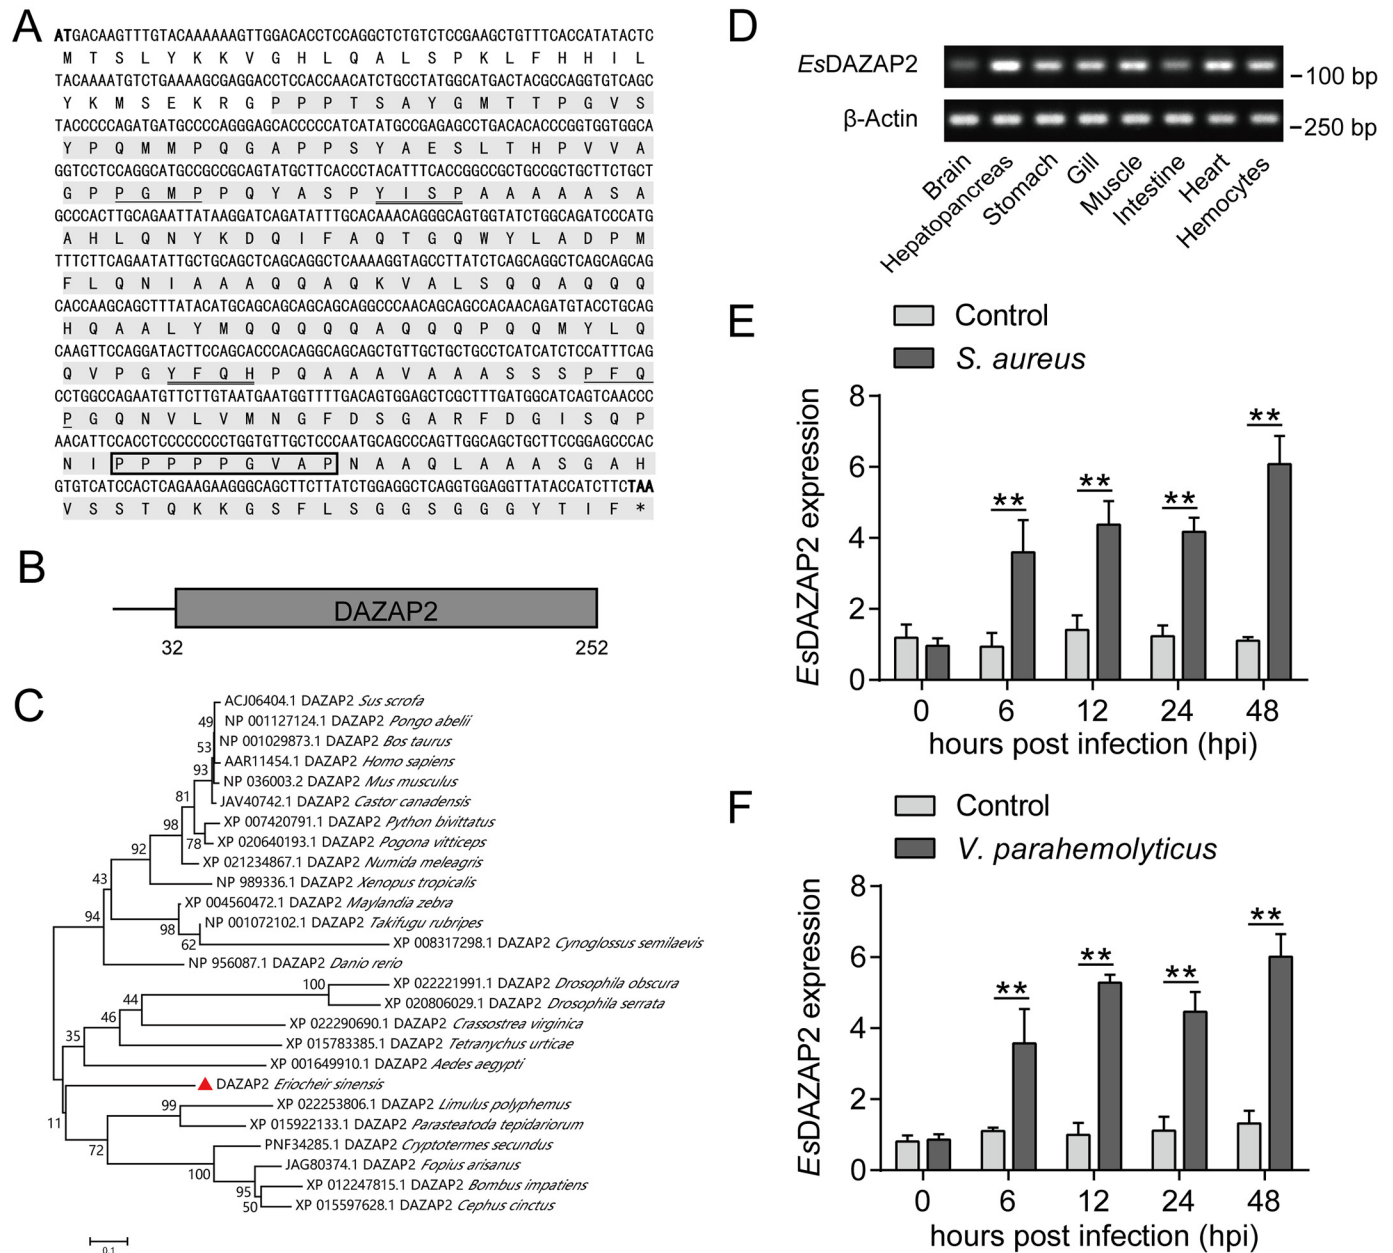 A
ATGACAAGTTTGTACAAAAAAGTTGGACACCTCCAGGCTCTGTCTCCGAAGCTGTTTCACCATATACTC
M T S L Y K K V G H L Q A L S P K L F H H I L
TACAAAATGTCTGAAAAGCGAGGACCTCCACCAACATCTGCCTATGGCATGACTACGCCAGGTGTCAGC
Y K M S E K R G P P P T S A Y G M T T P G V S
TACCCCCAGATGATGCCCCAGGGAGCACCCCCATCATATGCCGAGAGCCTGACACACCCGGTGGTGGCA
Y P Q M M P Q G A P P S Y A E S L T H P V V A
GGTCCTCCAGGCATGCCGCCGCAGTATGCTTCACCCTACATTTCACCGGCCGCTGCCGCTGCTTCTGCT
G P P G M P P Q Y A S P Y I S P A A A A A S A
GCCCACTTGCAGAATTATAAGGATCAGATATTTGCACAAACAGGGCAGTGGTATCTGGCAGATCCCATG
A H L Q N Y K D Q I F A Q T G Q W Y L A D P M
TTTCTTCAGAATATTGCTGCAGCTCAGCAGGCTCAAAAGGTAGCCTTATCTCAGCAGGCTCAGCAGCAG
F L Q N I A A A Q Q A Q K V A L S Q Q A Q Q Q
CACCAAGCAGCTTTATACATGCAGCAGCAGCAGCAGGCCCAACAGCAGCCACAACAGATGTACCTGCAG
H Q A A L Y M Q Q Q Q Q A Q Q Q P Q Q M Y L Q
CAAGTTCCAGGATACTTCCAGCACCCACAGGCAGCAGCTGTTGCTGCTGCCTCATCATCTCCATTTCAG
Q V P G Y F Q H P Q A A A V A A A S S S P F Q
CCTGGCCAGAATGTTCTTGTAATGAATGGTTTTGACAGTGGAGCTCGCTTTGATGGCATCAGTCAACCC
P G Q N V L V M N G F D S G A R F D G I S Q P
AACATTCCACCTCCCCCCCCTGGTGTTGCTCCCAATGCAGCCCAGTTGGCAGCTGCTTCCGGAGCCCAC
N I P P P P P G V A P N A A Q L A A A S G A H
GTGTCATCCACTCAGAAGAAGGGCAGCTTCTTATCTGGAGGCTCAGGTGGAGGTTATACCATCTTCTAA
V S S T Q K K G S F L S G G S G G G Y T I F *
B
DAZAP2
32 252
C
ACJ06404.1 DAZAP2 Sus scrofa
49
NP 001127124.1 DAZAP2 Pongo abelii
NP 001029873.1 DAZAP2 Bos taurus
53
AAR11454.1 DAZAP2 Homo sapiens
93
NP 036003.2 DAZAP2 Mus musculus
81
JAV40742.1 DAZAP2 Castor canadensis
98
XP 007420791.1 DAZAP2 Python bivittatus
78
XP 020640193.1 DAZAP2 Pogona vitticeps
92
XP 021234867.1 DAZAP2 Numida meleagris
43
NP 989336.1 DAZAP2 Xenopus tropicalis
XP 004560472.1 DAZAP2 Maylandia zebra
94
98
NP 001072102.1 DAZAP2 Takifugu rubripes
62
XP 008317298.1 DAZAP2 Cynoglossus semilaevis
NP 956087.1 DAZAP2 Danio rerio
100
XP 022221991.1 DAZAP2 Drosophila obscura
44
XP 020806029.1 DAZAP2 Drosophila serrata
46
XP 022290690.1 DAZAP2 Crassostrea virginica
35
XP 015783385.1 DAZAP2 Tetranychus urticae
XP 001649910.1 DAZAP2 Aedes aegypti
DAZAP2 Eriocheir sinensis
99
XP 022253806.1 DAZAP2 Limulus polyphemus
11
XP 015922133.1 DAZAP2 Parasteatoda tepidariorum
72
PNF34285.1 DAZAP2 Cryptotermes secundus
100
JAG80374.1 DAZAP2 Fopius arisanus
95
XP 012247815.1 DAZAP2 Bombus impatiens
50
XP 015597628.1 DAZAP2 Cephus cinctus
0.1
D
EsDAZAP2
100 bp
β-Actin
250 bp
Brain
Hepatopancreas
Stomach
Gill
Muscle
Intestine
Heart
Hemocytes
E
Control
S. aureus
EsDAZAP2 expression
8
6
4
2
0
** ** ** **
0 6 12 24 48
hours post infection (hpi)
F
Control
V. parahemolyticus
EsDAZAP2 expression
8
6
4
2
0
** ** ** **
0 6 12 24 48
hours post infection (hpi)